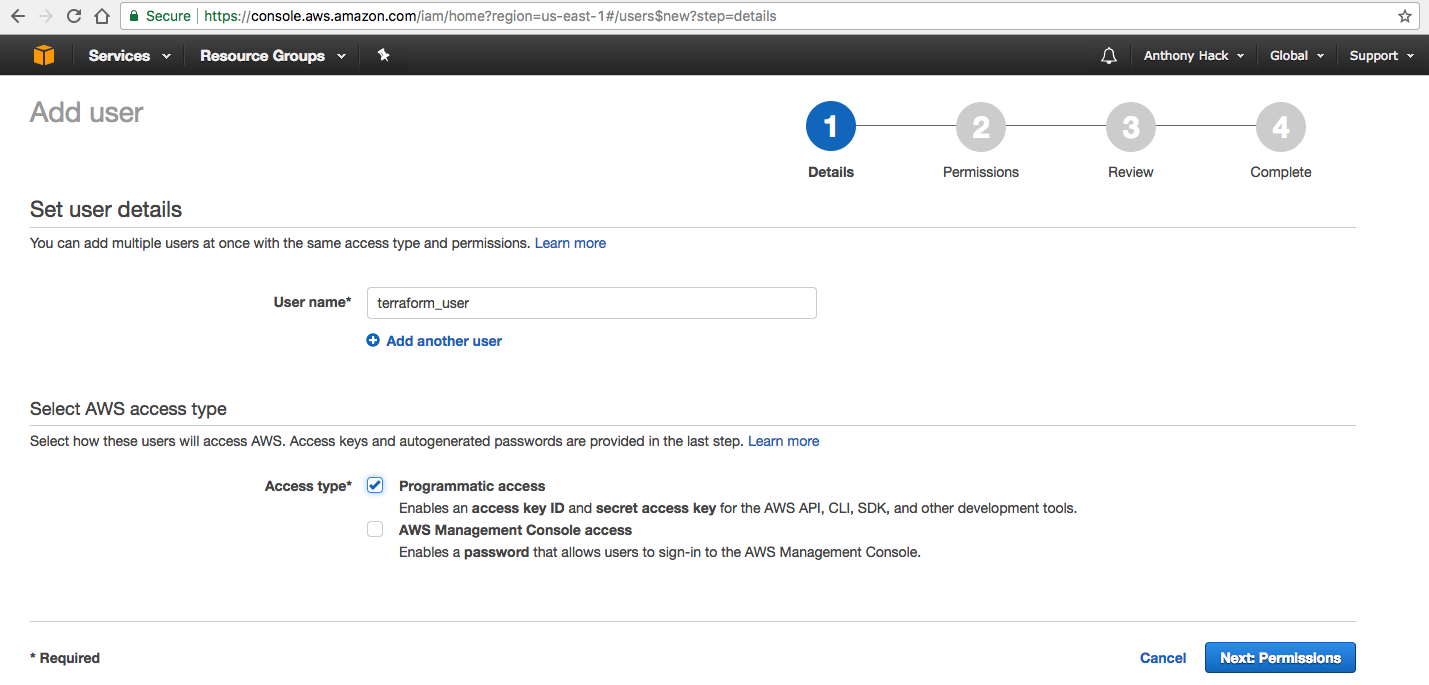 Secure https://console.aws.amazon.com/iam/home?region=us-east-1#/users$new?step=details
Services Resource Groups Anthony Hack Global Support
Add user
1 2 3 4
Details Permissions Review Complete
Set user details
You can add multiple users at once with the same access type and permissions. Learn more
User name* terraform_user
Add another user
Select AWS access type
Select how these users will access AWS. Access keys and autogenerated passwords are provided in the last step. Learn more
Access type* Programmatic access
Enables an access key ID and secret access key for the AWS API, CLI, SDK, and other development tools.
AWS Management Console access
Enables a password that allows users to sign-in to the AWS Management Console.
* Required Cancel Next: Permissions